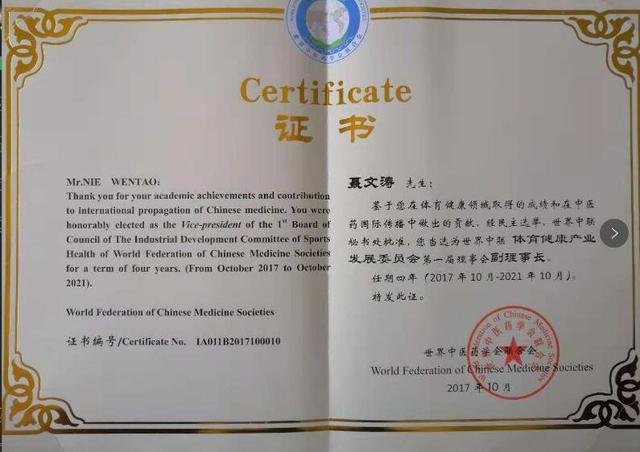 Certificate
证书
Mr.NIE WENTAO:
Thank you for your academic achievements and contribution
to international propagation of Chinese medicine. You were
honorably elected as the Vice-president of the 1st Board of
Council of The Industrial Development Committee of Sports
Health of World Federation of Chinese Medicine Societies
for a term of four years. (From October 2017 to October
2021).
World Federation of Chinese Medicine Societies
证书编号/Certificate No. IA011B2017100010
聂文涛 先生:
鉴于您在体育健康领域取得的成绩和在中医
药国际传播中做出的贡献，经民主选举，世界中联
秘书处批准，您当选为世界中联 体育健康产业
发展委员会第一届理事会副理事长。
任期四年（2017年10月-2021年10月）。
特发此证。
世界中医药学会联合会
World Federation of Chinese Medicine Societies
2017年10月